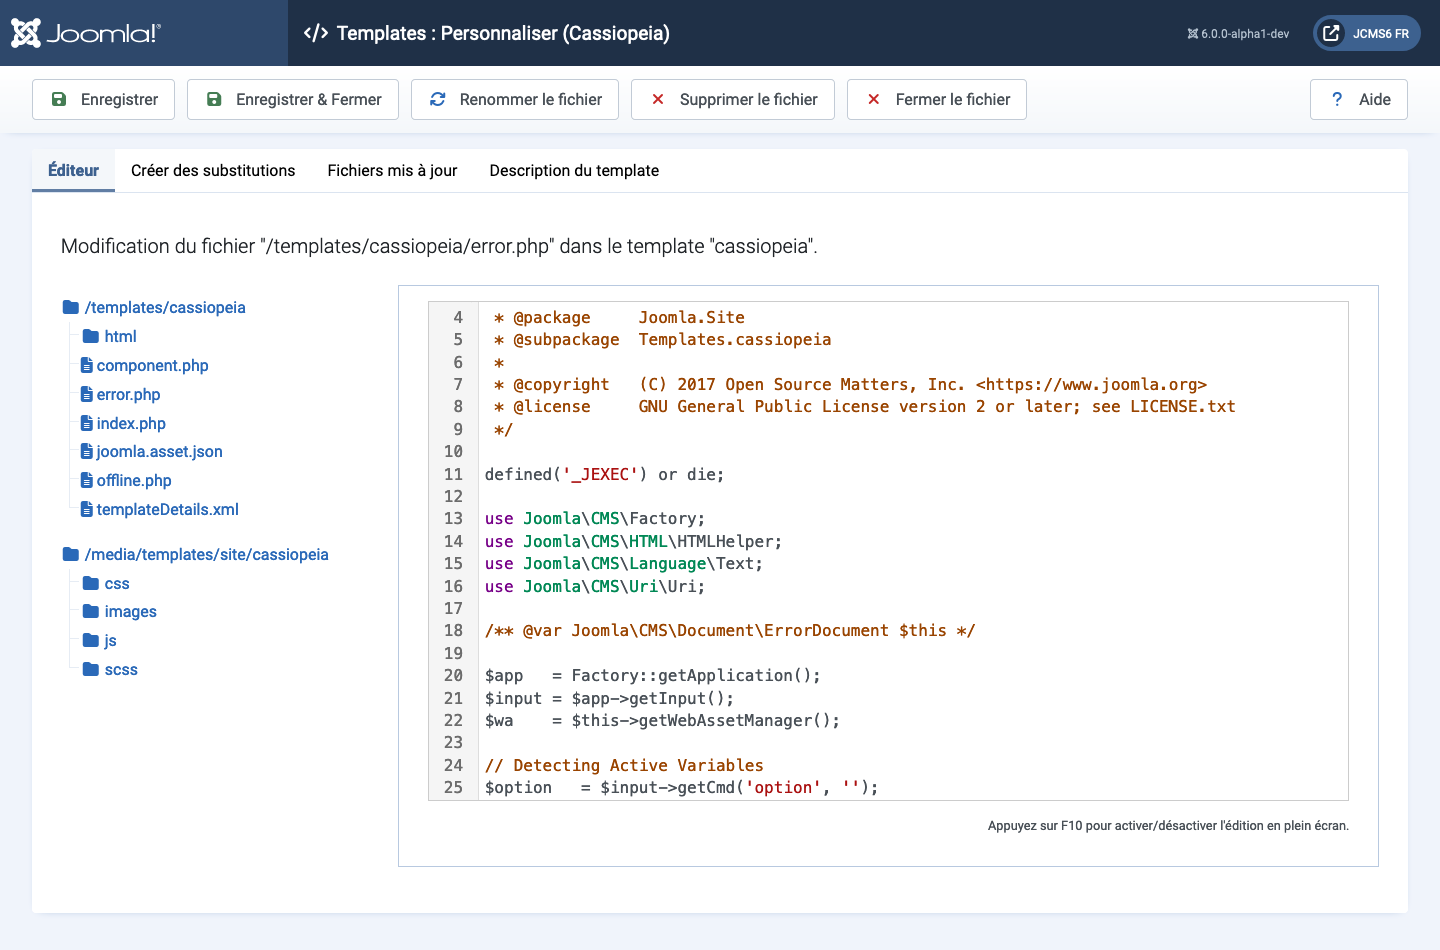 Joomla!®
</> Templates : Personnaliser (Cassiopeia)
6.0.0-alpha1-dev
JCMS6 FR
Enregistrer
Enregistrer & Fermer
Renommer le fichier
Supprimer le fichier
Fermer le fichier
? Aide
Éditeur
Créer des substitutions
Fichiers mis à jour
Description du template
Modification du fichier "/templates/cassiopeia/error.php" dans le template "cassiopeia".
/templates/cassiopeia
html
component.php
error.php
index.php
joomla.asset.json
offline.php
templateDetails.xml
/media/templates/site/cassiopeia
css
images
js
scss
4  * @package     Joomla.Site
5  * @subpackage  Templates.cassiopeia
6  *
7  * @copyright   (C) 2017 Open Source Matters, Inc. <https://www.joomla.org>
8  * @license     GNU General Public License version 2 or later; see LICENSE.txt
9  */
10
11 defined('_JEXEC') or die;
12
13 use Joomla\CMS\Factory;
14 use Joomla\CMS\HTML\HTMLHelper;
15 use Joomla\CMS\Language\Text;
16 use Joomla\CMS\Uri\Uri;
17
18 /** @var Joomla\CMS\Document\ErrorDocument $this */
19
20 $app   = Factory::getApplication();
21 $input = $app->getInput();
22 $wa    = $this->getWebAssetManager();
23
24 // Detecting Active Variables
25 $option   = $input->getCmd('option', '');
Appuyez sur F10 pour activer/désactiver l'édition en plein écran.